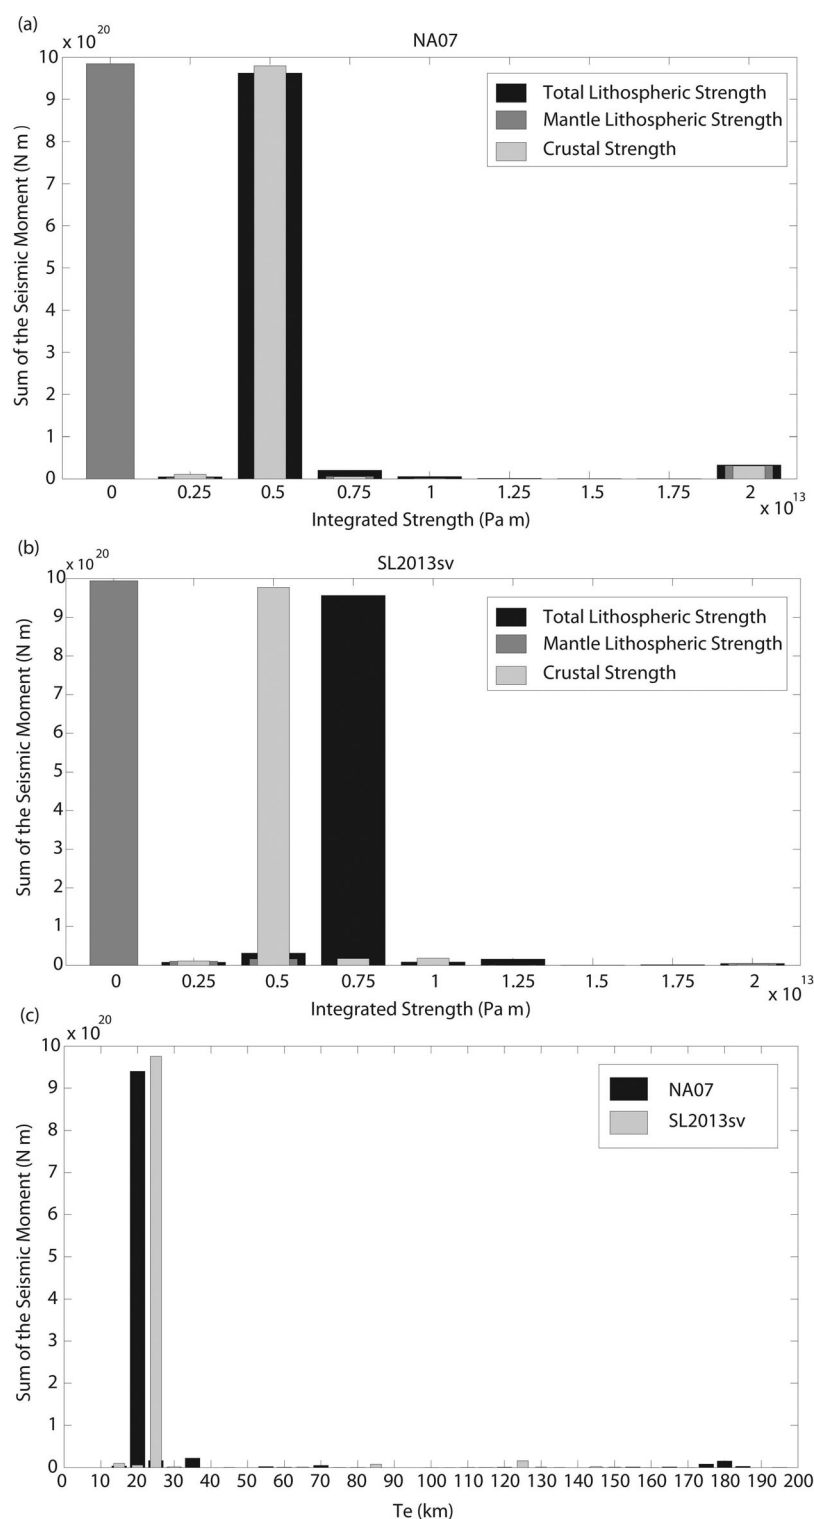 (a)
x 10^20
NA07
10
9
8
7
6
5
4
3
2
1
0
Sum of the Seismic Moment (N m)
Total Lithospheric Strength
Mantle Lithospheric Strength
Crustal Strength
0 0.25 0.5 0.75 1 1.25 1.5 1.75 2
x 10^13
Integrated Strength (Pa m)
(b)
x 10^20
SL2013sv
10
9
8
7
6
5
4
3
2
1
0
Sum of the Seismic Moment (N m)
Total Lithospheric Strength
Mantle Lithospheric Strength
Crustal Strength
0 0.25 0.5 0.75 1 1.25 1.5 1.75 2
x 10^13
Integrated Strength (Pa m)
(c)
x 10^20
10
9
8
7
6
5
4
3
2
1
0
Sum of the Seismic Moment (N m)
NA07
SL2013sv
0 10 20 30 40 50 60 70 80 90 100 110 120 130 140 150 160 170 180 190 200
Te (km)